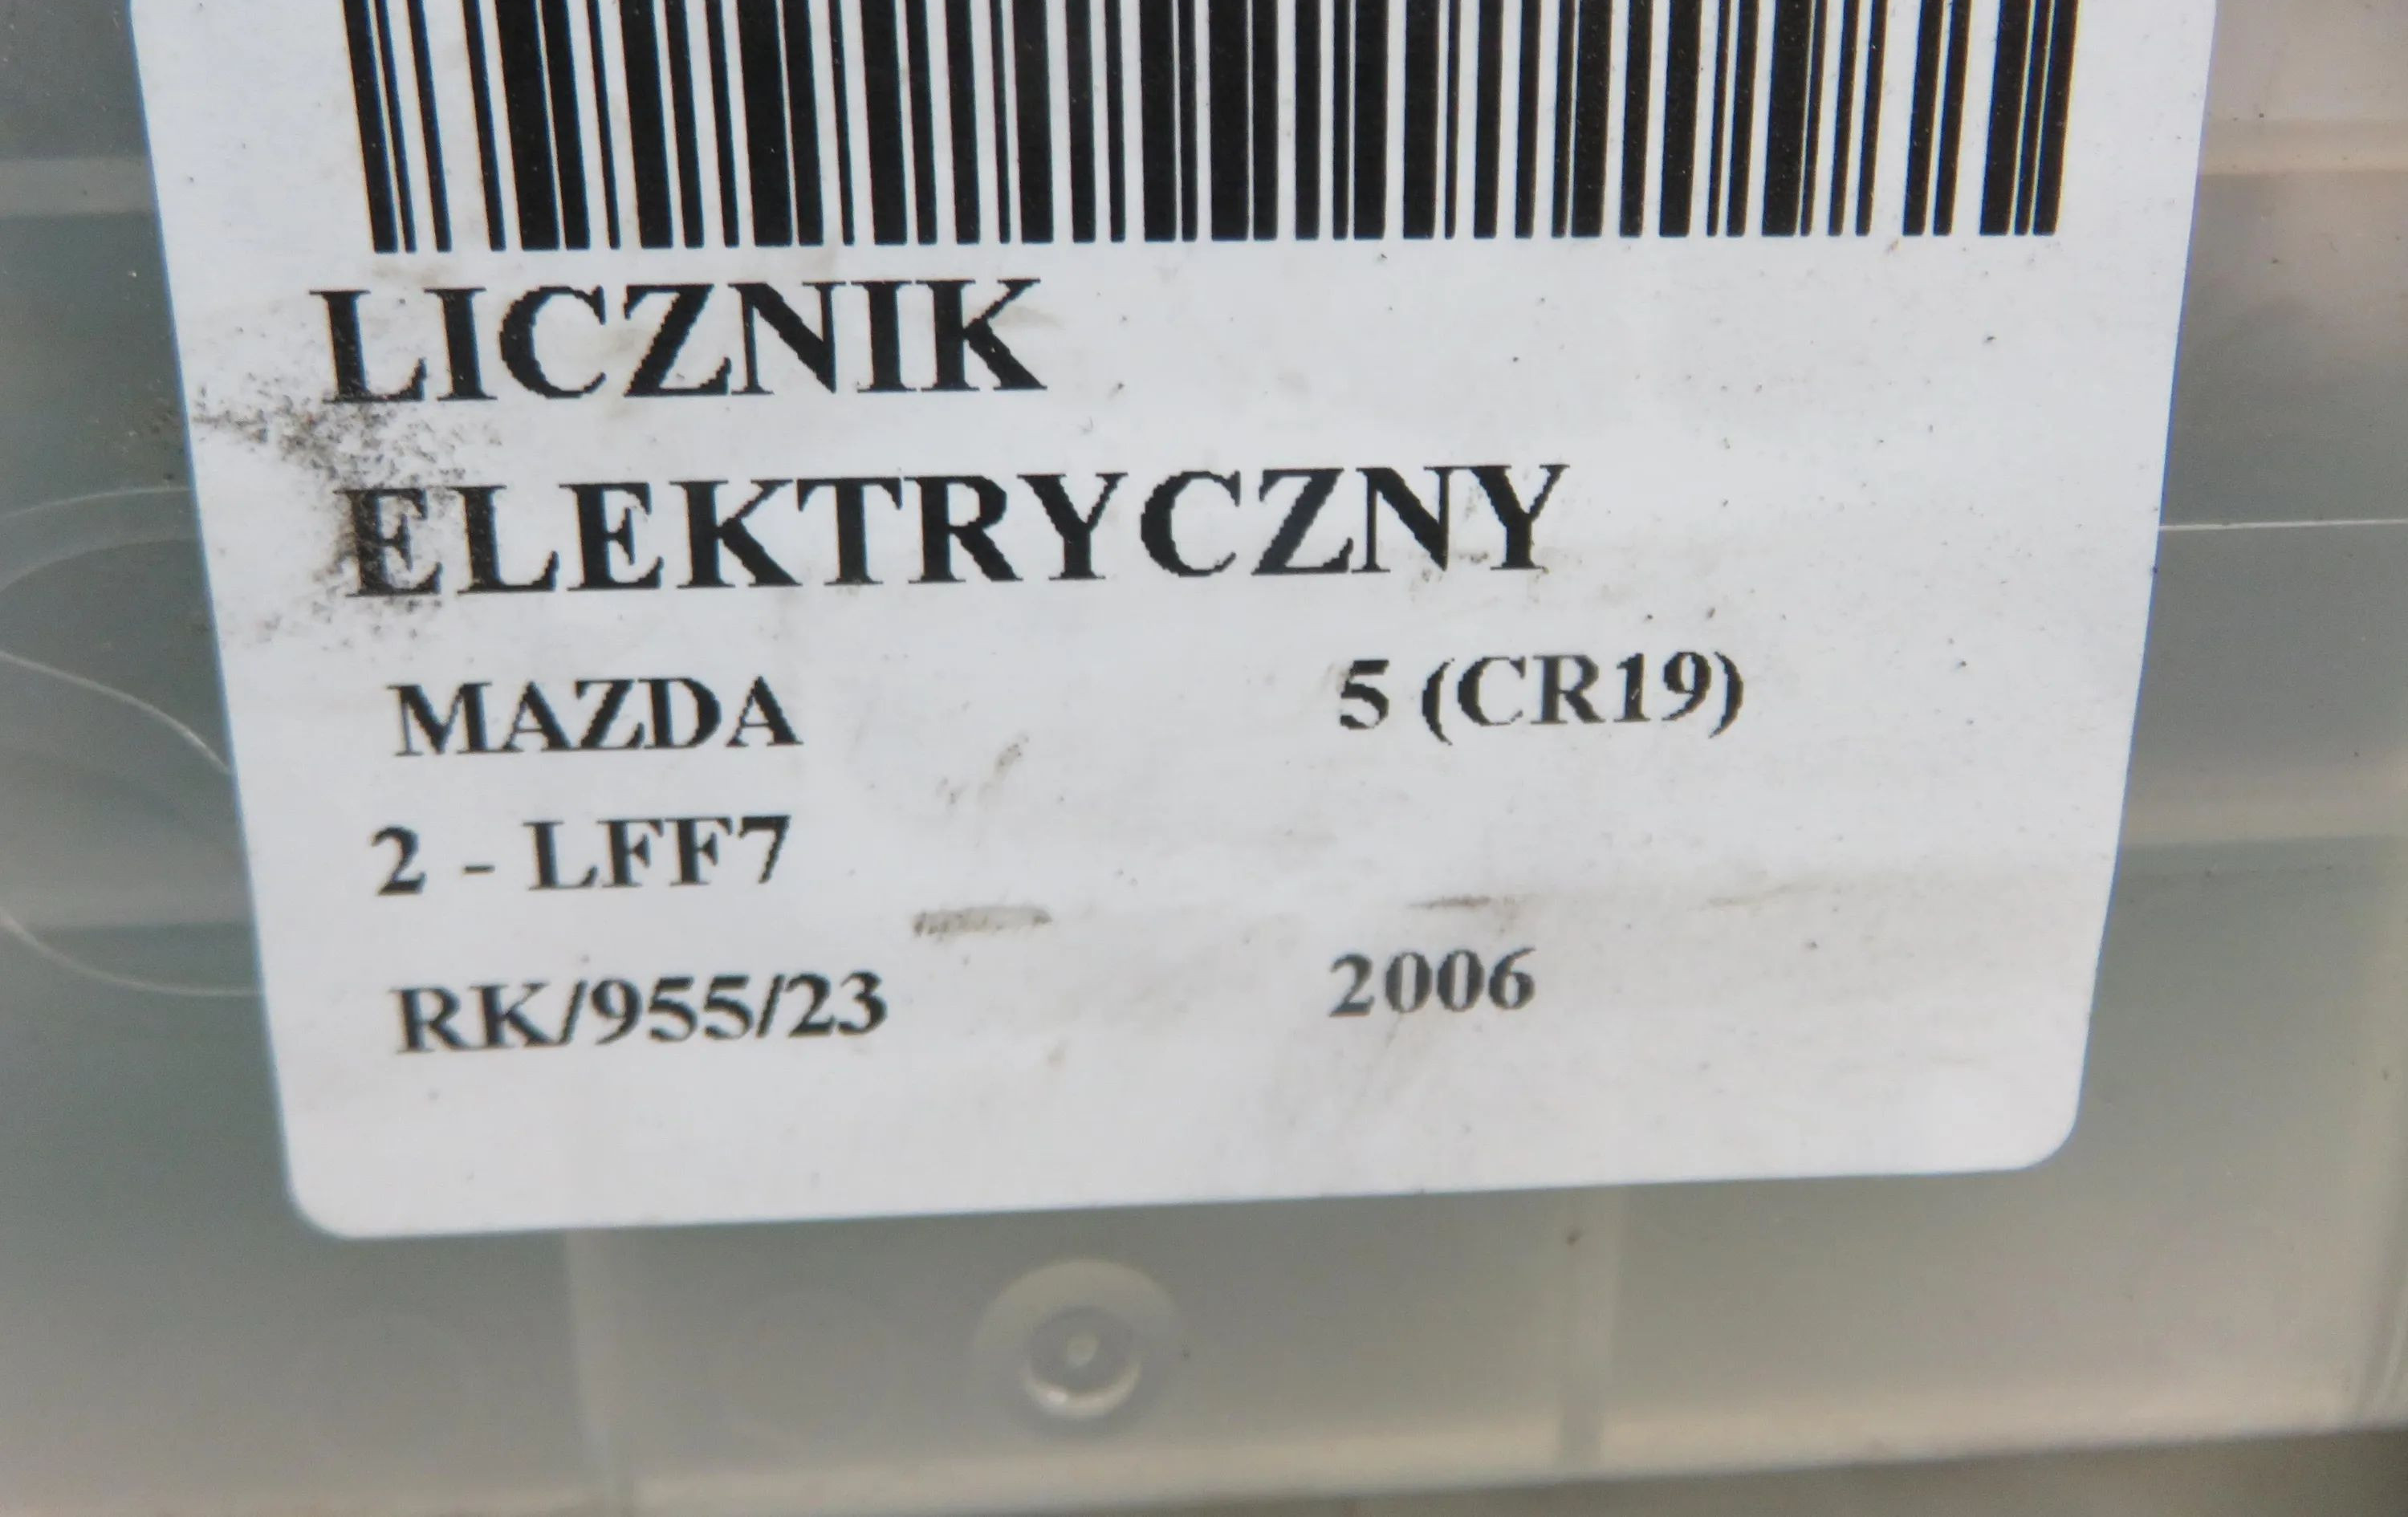 LICZNIK
ELEKTRYCZNY
MAZDA 5 (CR19)
2 - LFF7
RK/955/23 2006